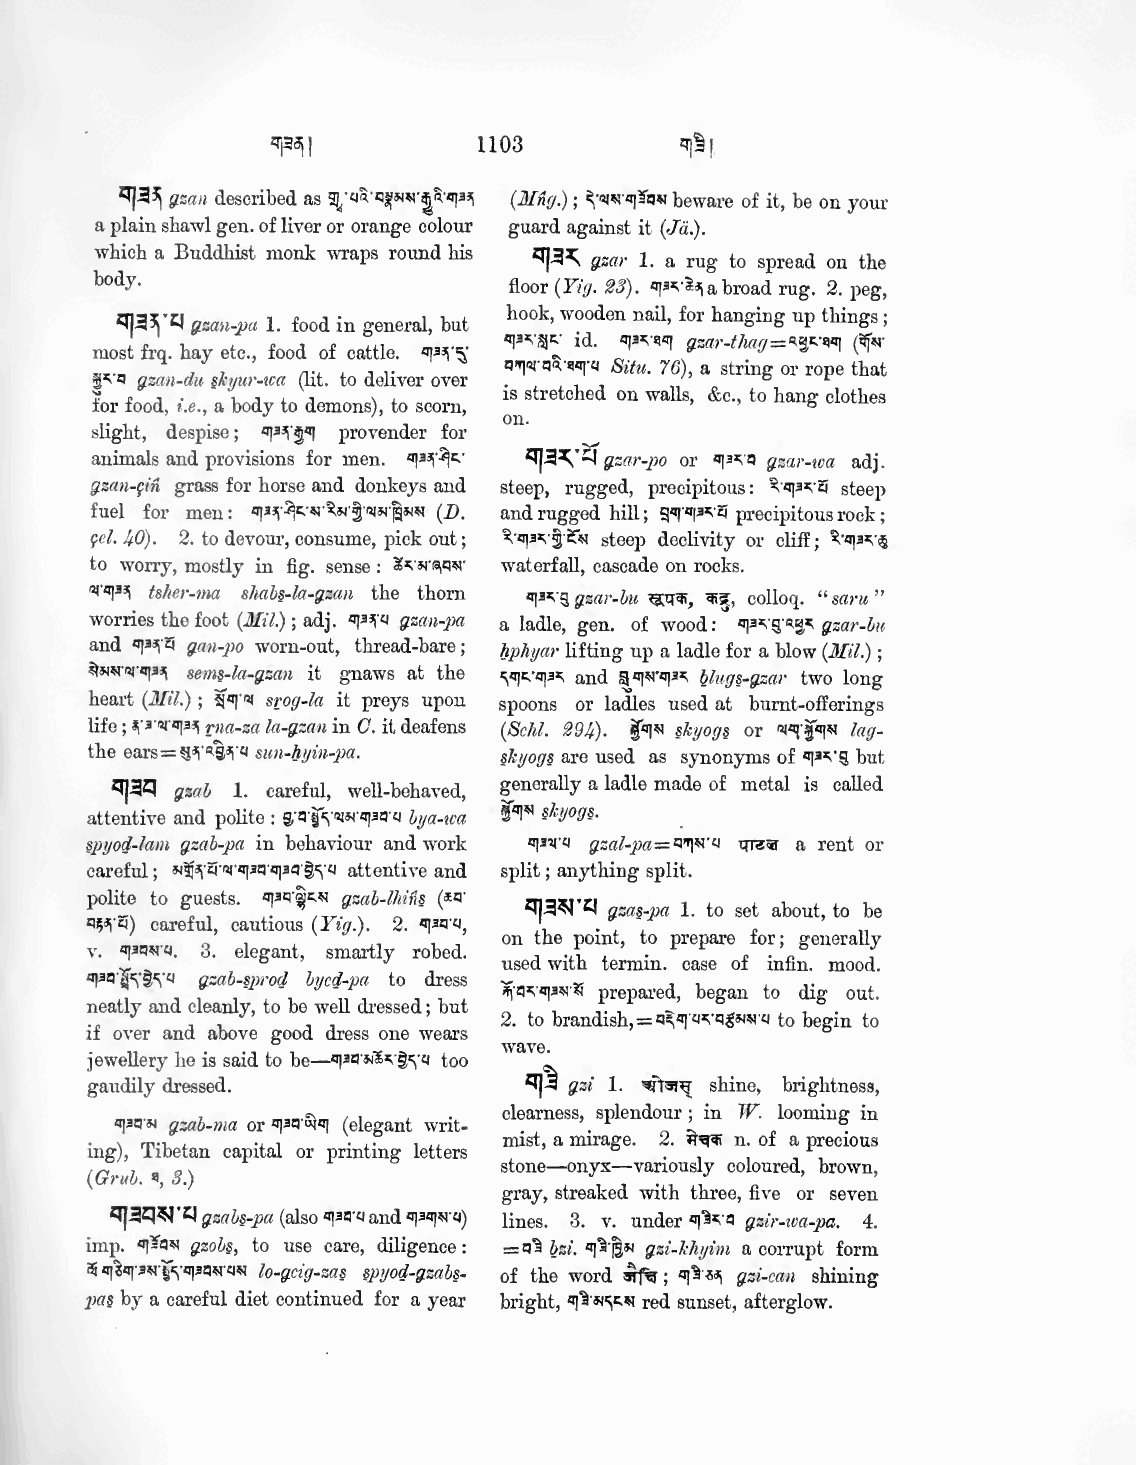 གཟན།
1103
གཟི།
གཟན gzan described as
a plain shawl gen. of liver or orange colour
which a Buddhist monk wraps round his
body.
གཟན་པ gzan-pa 1. food in general, but
most frq. hay etc., food of cattle. གཟན་དུ་
སྐྱུར་བ gzan-du s̱kyur-wa (lit. to deliver over
for food, i.e., a body to demons), to scorn,
slight, despise; གཟན་རྒྱག provender for
animals and provisions for men. གཟན་ཤིང་
gzan-çiń grass for horse and donkeys and
fuel for men: གཟན་ཤིང་ས་རིམ་གྱི་ལམ་ཁྲིམས (D.
çel. 40). 2. to devour, consume, pick out;
to worry, mostly in fig. sense: ཚེར་མ་ཞབས་
ལ་གཟན tsher-ma shabs̱-la-gzan the thorn
worries the foot (Mil.); adj. གཟན་པ gzan-pa
and གཟན་པོ gan-po worn-out, thread-bare;
སེམས་ལ་གཟན sems̱-la-gzan it gnaws at the
heart (Mil.); སྲོག་ལ srog-la it preys upon
life; རྣ་ཟ་ལ་གཟན ṟna-za la-gzan in C. it deafens
the ears=སུན་འབྱིན་པ sun-ẖyin-pa.
གཟབ gzab 1. careful, well-behaved,
attentive and polite: བྱ་བ་སྤྱོད་ལམ་གཟབ་པ bya-wa
s̱pyoḏ-lam gzab-pa in behaviour and work
careful; མགྲོན་པོ་ལ་གཟབ་གཟབ་བྱེད་པ attentive and
polite to guests. གཟབ་ལྷིངས gzab-lhińs̱ (ཟབ་
བརྟན་པོ) careful, cautious (Yig.). 2. གཟབ་པ,
v. གཟབས་པ. 3. elegant, smartly robed.
གཟབ་སྤྲོད་བྱེད་པ gzab-s̱proḏ byeḏ-pa to dress
neatly and cleanly, to be well dressed; but
if over and above good dress one wears
jewellery he is said to be—གཟབ་མཆོར་བྱེད་པ too
gaudily dressed.
གཟབ་མ gzab-ma or གཟབ་ཡིག (elegant writ-
ing), Tibetan capital or printing letters
(Grub. ༣, 3.)
གཟབས་པ gzabs̱-pa (also གཟབ་པ and གཟགས་པ)
imp. གཟོབས gzobs̱, to use care, diligence:
ལོ་གཅིག་ཟས་སྤྱོད་གཟབས་པས lo-gcig-zas̱ s̱pyoḏ-gzabs̱-
pas̱ by a careful diet continued for a year
(Mńg.); དེ་ལས་གཟོབས beware of it, be on your
guard against it (Jä.).
གཟར gzar 1. a rug to spread on the
floor (Yig. 23). གཟར་ཆེན a broad rug. 2. peg,
hook, wooden nail, for hanging up things;
གཟར་སྣང་ id. གཟར་ཐག gzar-thag=འཕྱང་ཐག (གོས་
བཀལ་བའི་ཐག་པ Situ. 76), a string or rope that
is stretched on walls, &c., to hang clothes
on.
གཟར་པོ gzar-po or གཟར་བ gzar-wa adj.
steep, rugged, precipitous: རི་གཟར་པོ steep
and rugged hill; བྲག་གཟར་པོ precipitous rock;
རི་གཟར་གྱི་ངོས steep declivity or cliff; རི་གཟར་ཆུ
waterfall, cascade on rocks.
གཟར་བུ gzar-bu स्रूपक, कद्रु, colloq. “saru”
a ladle, gen. of wood: གཟར་བུ་འཕྱར gzar-bu
ẖphyar lifting up a ladle for a blow (Mil.);
དགང་གཟར and བླུགས་གཟར ḇlugs̱-gzar two long
spoons or ladles used at burnt-offerings
(Schl. 294). སྐྱོགས s̱kyogs̱ or ལག་སྐྱོགས lag-
s̱kyogs̱ are used as synonyms of གཟར་བུ but
generally a ladle made of metal is called
སྐྱོགས s̱kyogs̱.
གཟལ་པ gzal-pa=བཀས་པ पाटल a rent or
split; anything split.
གཟས་པ gzas̱-pa 1. to set about, to be
on the point, to prepare for; generally
used with termin. case of infin. mood.
རྐོ་བར་གཟས་སོ prepared, began to dig out.
2. to brandish,=བདེག་པར་བརྩམས་པ to begin to
wave.
གཟི gzi 1. ओजस् shine, brightness,
clearness, splendour; in W. looming in
mist, a mirage. 2. मेचक n. of a precious
stone—onyx—variously coloured, brown,
gray, streaked with three, five or seven
lines. 3. v. under གཟིར་བ gzir-wa-pa. 4.
=བཟི ḇzi. གཟི་ཁྱིམ gzi-khyim a corrupt form
of the word ; གཟི་ཅན gzi-can shining
bright, གཟི་མདངས red sunset, afterglow.